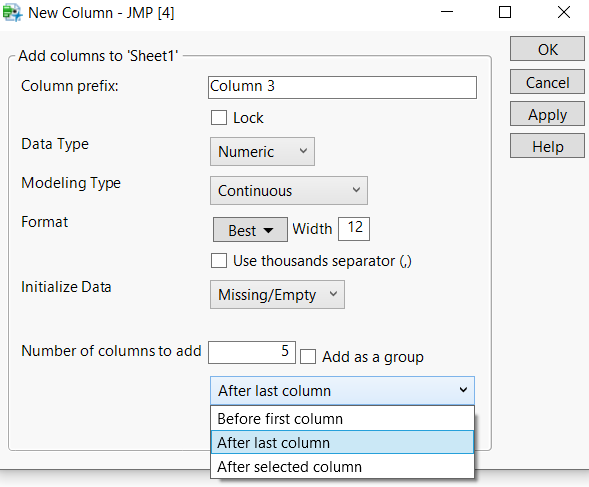 New Column - JMP [4]
Add columns to 'Sheet1'
OK
Column prefix: Column 3
Cancel
Lock
Apply
Data Type Numeric
Help
Modeling Type Continuous
Format Best Width 12
Use thousands separator (,)
Initialize Data Missing/Empty
Number of columns to add 5 Add as a group
After last column
Before first column
After last column
After selected column